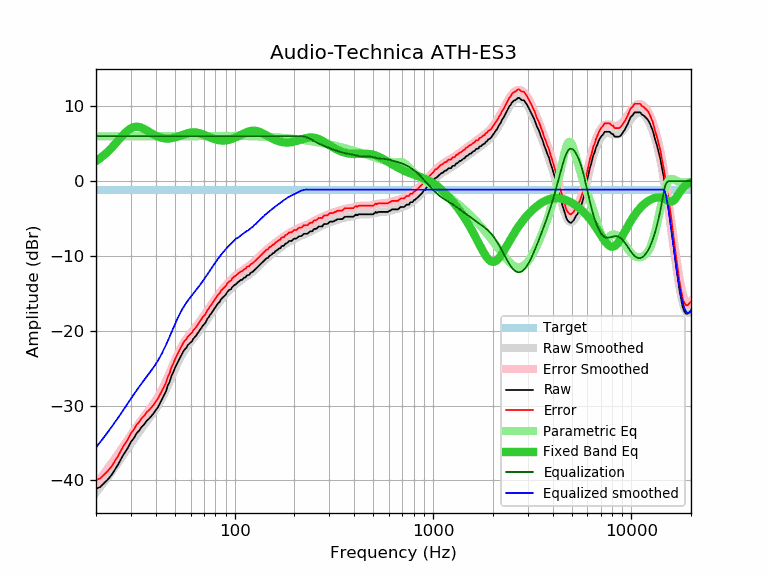 Audio-Technica ATH-ES3
10
0
−10
−20
−30
−40
Amplitude (dBr)
100
1000
10000
Frequency (Hz)
Target
Raw Smoothed
Error Smoothed
Raw
Error
Parametric Eq
Fixed Band Eq
Equalization
Equalized smoothed